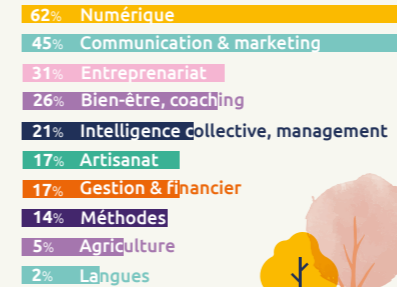 62% Numérique
45% Communication & marketing
31% Entreprenariat
26% Bien-être, coaching
21% Intelligence collective, management
17% Artisanat
17% Gestion & financier
14% Méthodes
5% Agriculture
2% Langues